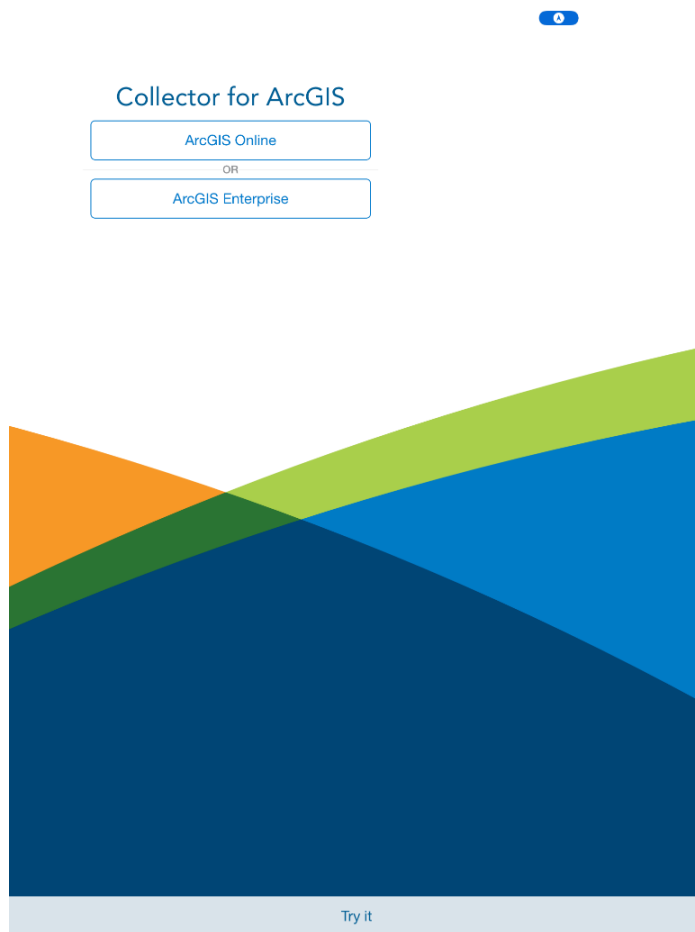 Collector for ArcGIS
ArcGIS Online
OR
ArcGIS Enterprise
Try it